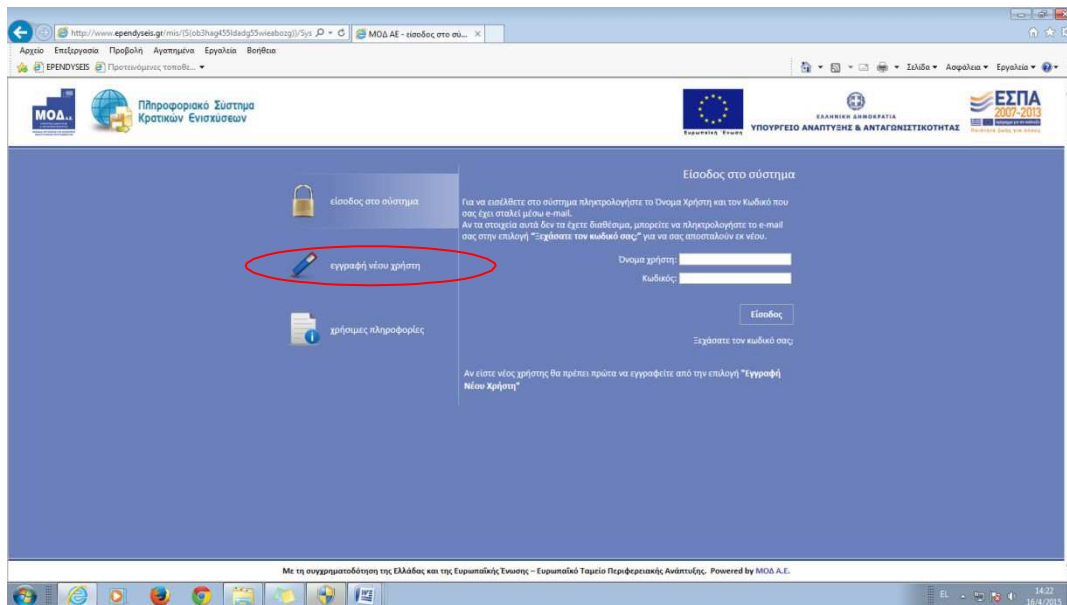 http://www.ependyseis.gr/mis/(S(ob3hag455ldadg55wieabozg))/Sys
ΜΟΔ ΑΕ - είσοδος στο σύ...
Αρχείο Επεξεργασία Προβολή Αγαπημένα Εργαλεία Βοήθεια
EPENDYSEIS Προτεινόμενες τοποθε...
Σελίδα Ασφάλεια Εργαλεία
ΜΟΔ Α.Ε.
Πληροφοριακό Σύστημα
Κρατικών Ενισχύσεων
Ευρωπαϊκή Ένωση
ΕΛΛΗΝΙΚΗ ΔΗΜΟΚΡΑΤΙΑ
ΥΠΟΥΡΓΕΙΟ ΑΝΑΠΤΥΞΗΣ & ΑΝΤΑΓΩΝΙΣΤΙΚΟΤΗΤΑΣ
ΕΣΠΑ
2007-2013
Είσοδος στο σύστημα
είσοδος στο σύστημα
Για να εισέλθετε στο σύστημα πληκτρολογήστε το Όνομα Χρήστη και τον Κωδικό που
σας έχει σταλεί μέσω e-mail.
Αν τα στοιχεία αυτά δεν τα έχετε διαθέσιμα, μπορείτε να πληκτρολογήστε το e-mail
σας στην επιλογή "Ξεχάσατε τον κωδικό σας;" για να σας αποσταλούν εκ νέου.
εγγραφή νέου χρήστη
Όνομα χρήστη:
Κωδικός:
Είσοδος
χρήσιμες πληροφορίες
Ξεχάσατε τον κωδικό σας;
Αν είστε νέος χρήστης θα πρέπει πρώτα να εγγραφείτε από την επιλογή "Εγγραφή
Νέου Χρήστη"
Με τη συγχρηματοδότηση της Ελλάδας και της Ευρωπαϊκής Ένωσης – Ευρωπαϊκό Ταμείο Περιφερειακής Ανάπτυξης. Powered by ΜΟΔ Α.Ε.
EL
14:22
16/4/2015